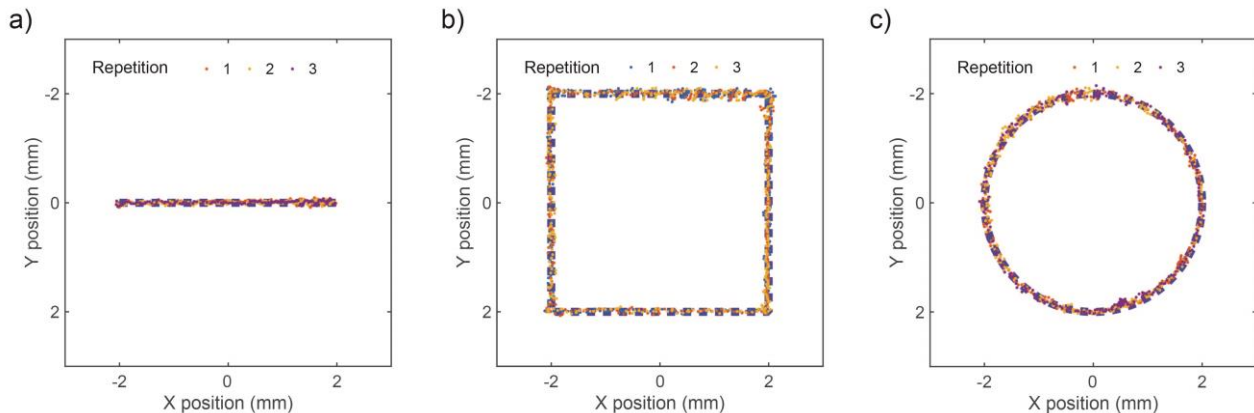 a)
Repetition 1 2 3
-2
0
2
Y position (mm)
-2 0 2
X position (mm)
b)
Repetition 1 2 3
-2
0
2
Y position (mm)
-2 0 2
X position (mm)
c)
Repetition 1 2 3
-2
0
2
Y position (mm)
-2 0 2
X position (mm)